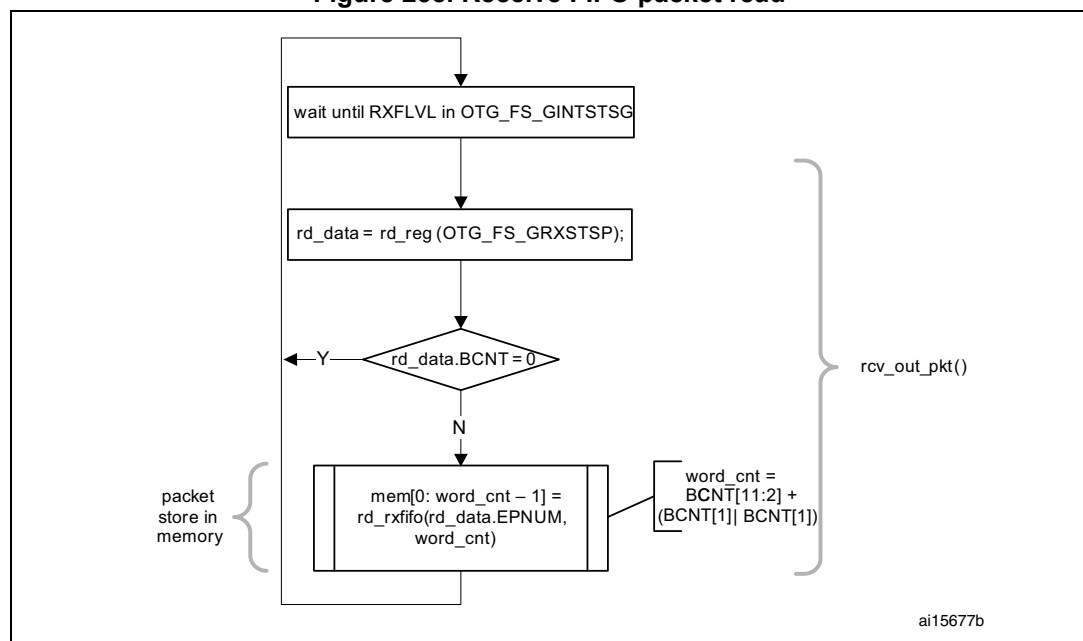 Figure Receive FIFO packet read
wait until RXFLVL in OTG_FS_GINTSTSG
rd_data = rd_reg (OTG_FS_GRXSTSP);
Y
rd_data.BCNT = 0
rcv_out_pkt()
N
packet
store in
memory
mem[0: word_cnt – 1] =
rd_rxfifo(rd_data.EPNUM,
word_cnt)
word_cnt =
BCNT[11:2] +
(BCNT[1] | BCNT[1])
ai15677b